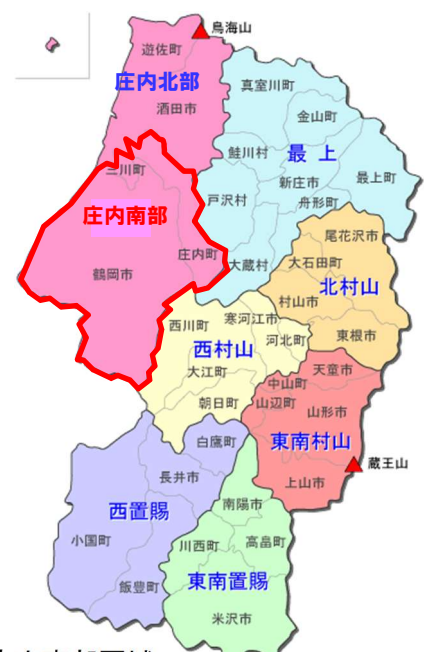 鳥海山
遊佐町
庄内北部
酒田市
真室川町
金山町
鮭川村
最上
新庄市
最上町
戸沢村
舟形町
三川町
庄内南部
庄内町
大蔵村
鶴岡市
尾花沢市
大石田町
北村山
村山市
東根市
西川町
寒河江市
河北町
西村山
大江町
朝日町
天童市
中山町
山辺町
山形市
東南村山
蔵王山
上山市
白鷹町
長井市
西置賜
小国町
飯豊町
南陽市
川西町
高畠町
東南置賜
米沢市